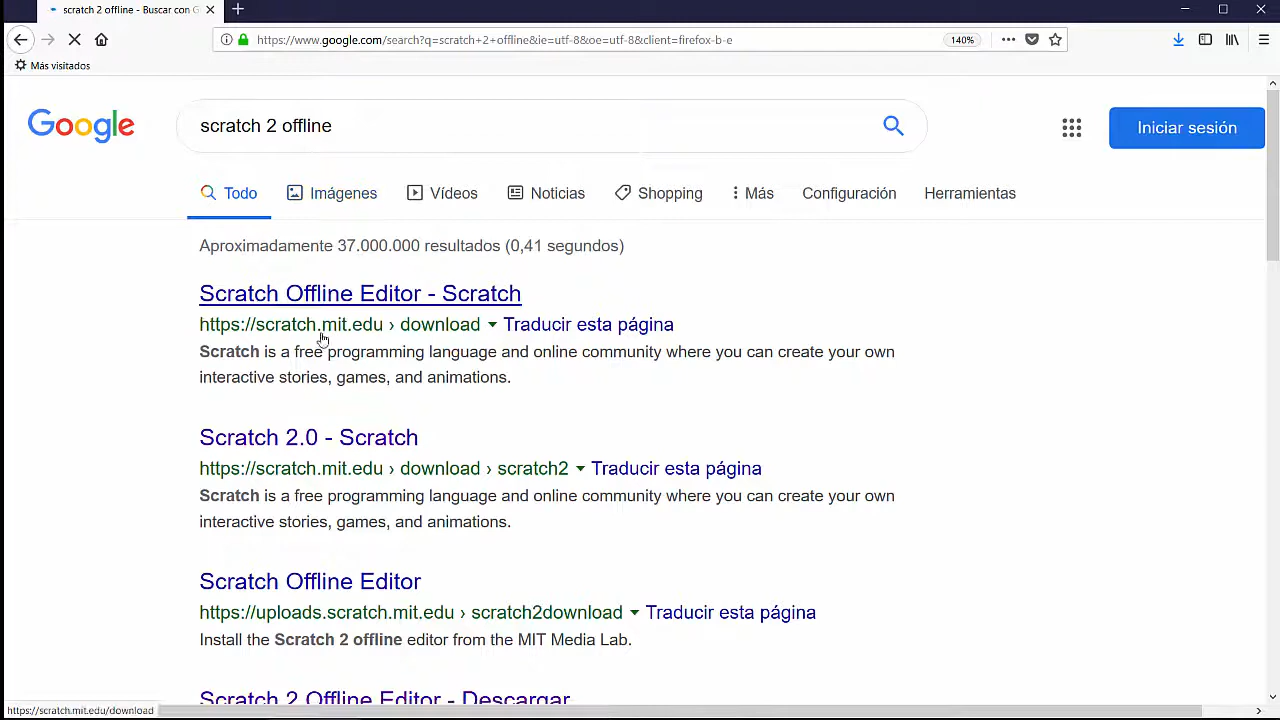 scratch 2 offline - Buscar con G
https://www.google.com/search?q=scratch+2+offline&ie=utf-8&oe=utf-8&client=firefox-b-e
140%
Más visitados
Google
scratch 2 offline
Iniciar sesión
Todo Imágenes Vídeos Noticias Shopping Más Configuración Herramientas
Aproximadamente 37.000.000 resultados (0,41 segundos)
Scratch Offline Editor - Scratch
https://scratch.mit.edu › download Traducir esta página
Scratch is a free programming language and online community where you can create your own
interactive stories, games, and animations.
Scratch 2.0 - Scratch
https://scratch.mit.edu › download › scratch2 Traducir esta página
Scratch is a free programming language and online community where you can create your own
interactive stories, games, and animations.
Scratch Offline Editor
https://uploads.scratch.mit.edu › scratch2download Traducir esta página
Install the Scratch 2 offline editor from the MIT Media Lab.
Scratch 2 Offline Editor - Descargar
https://scratch.mit.edu/download